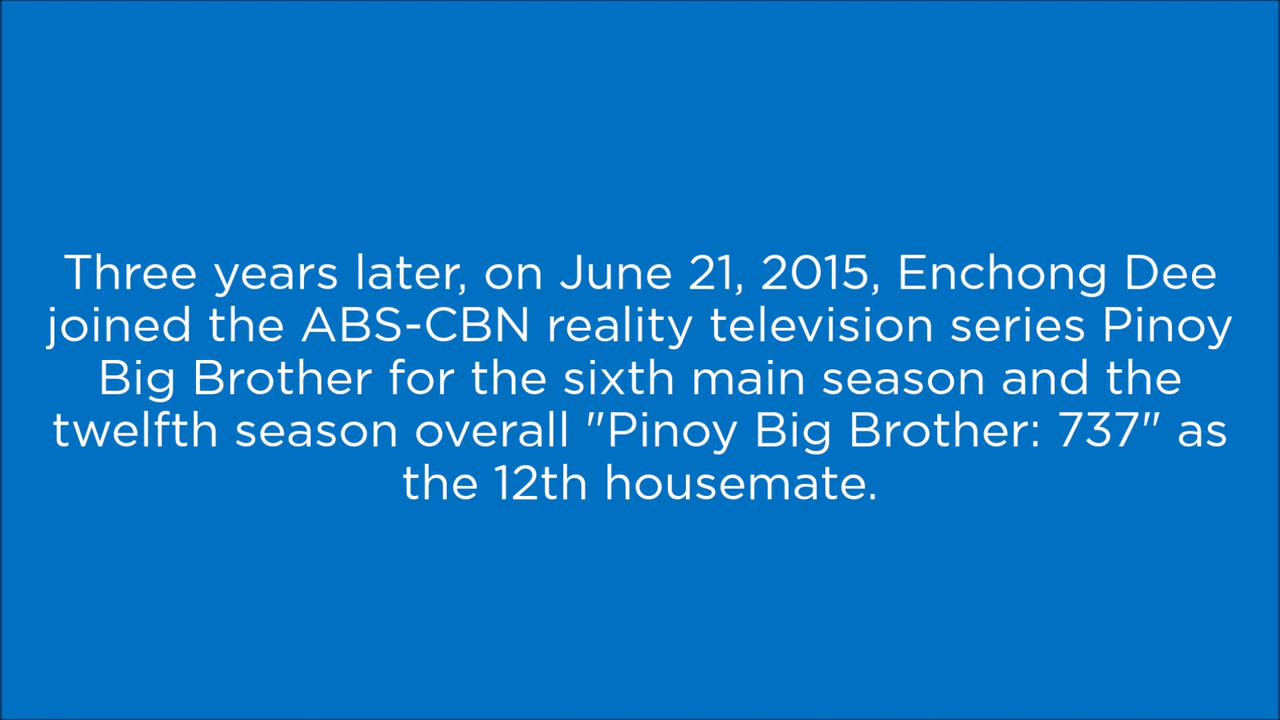 Three years later, on June 21, 2015, Enchong Dee
joined the ABS-CBN reality television series Pinoy
Big Brother for the sixth main season and the
twelfth season overall "Pinoy Big Brother: 737" as
the 12th housemate.